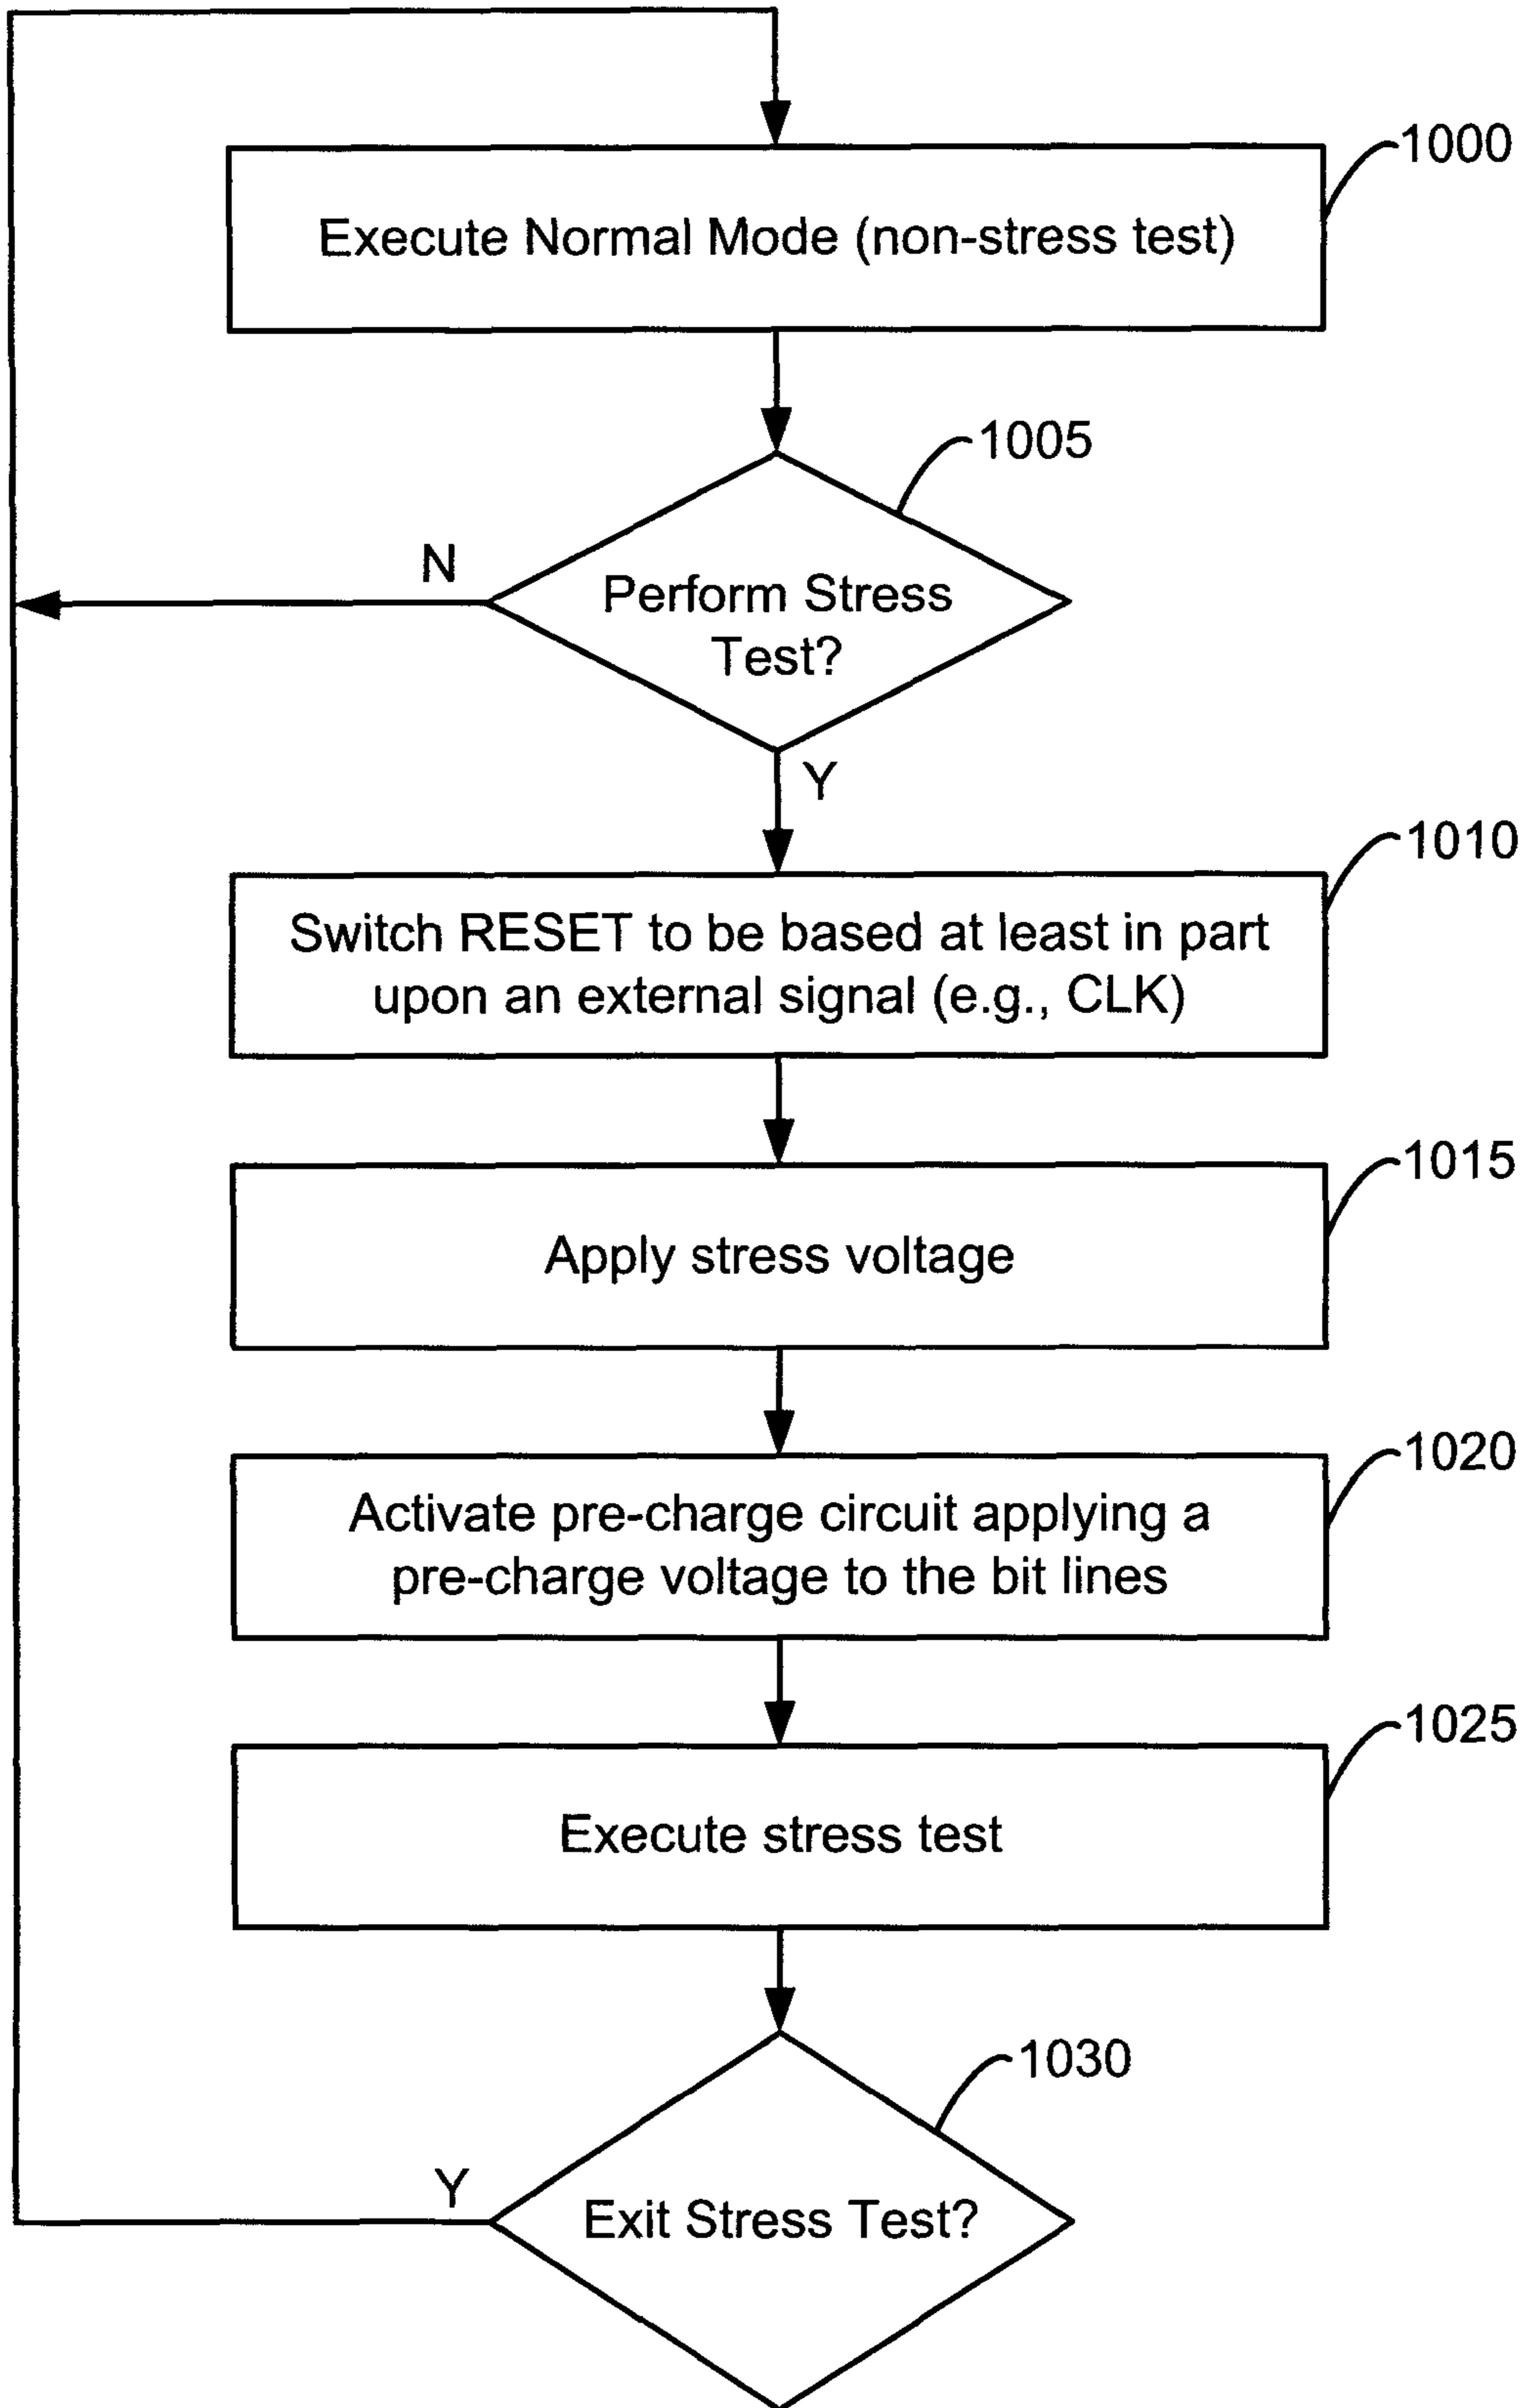 1000
Execute Normal Mode (non-stress test)
1005
N
Perform Stress
Test?
Y
1010
Switch RESET to be based at least in part
upon an external signal (e.g., CLK)
1015
Apply stress voltage
1020
Activate pre-charge circuit applying a
pre-charge voltage to the bit lines
1025
Execute stress test
1030
Y
Exit Stress Test?